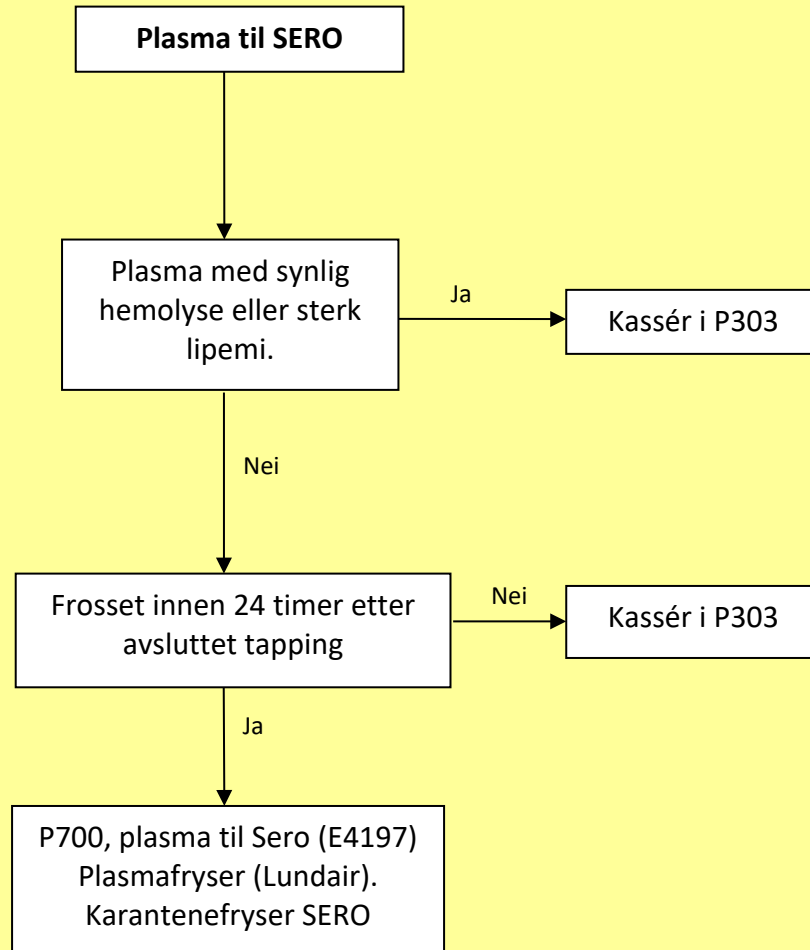 Plasma til SERO
Plasma med synlig
hemolyse eller sterk
lipemi.
Ja
Kassér i P303
Nei
Frosset innen 24 timer etter
avsluttet tapping
Nei
Kassér i P303
Ja
P700, plasma til Sero (E4197)
Plasmafryser (Lundair).
Karantenefryser SERO